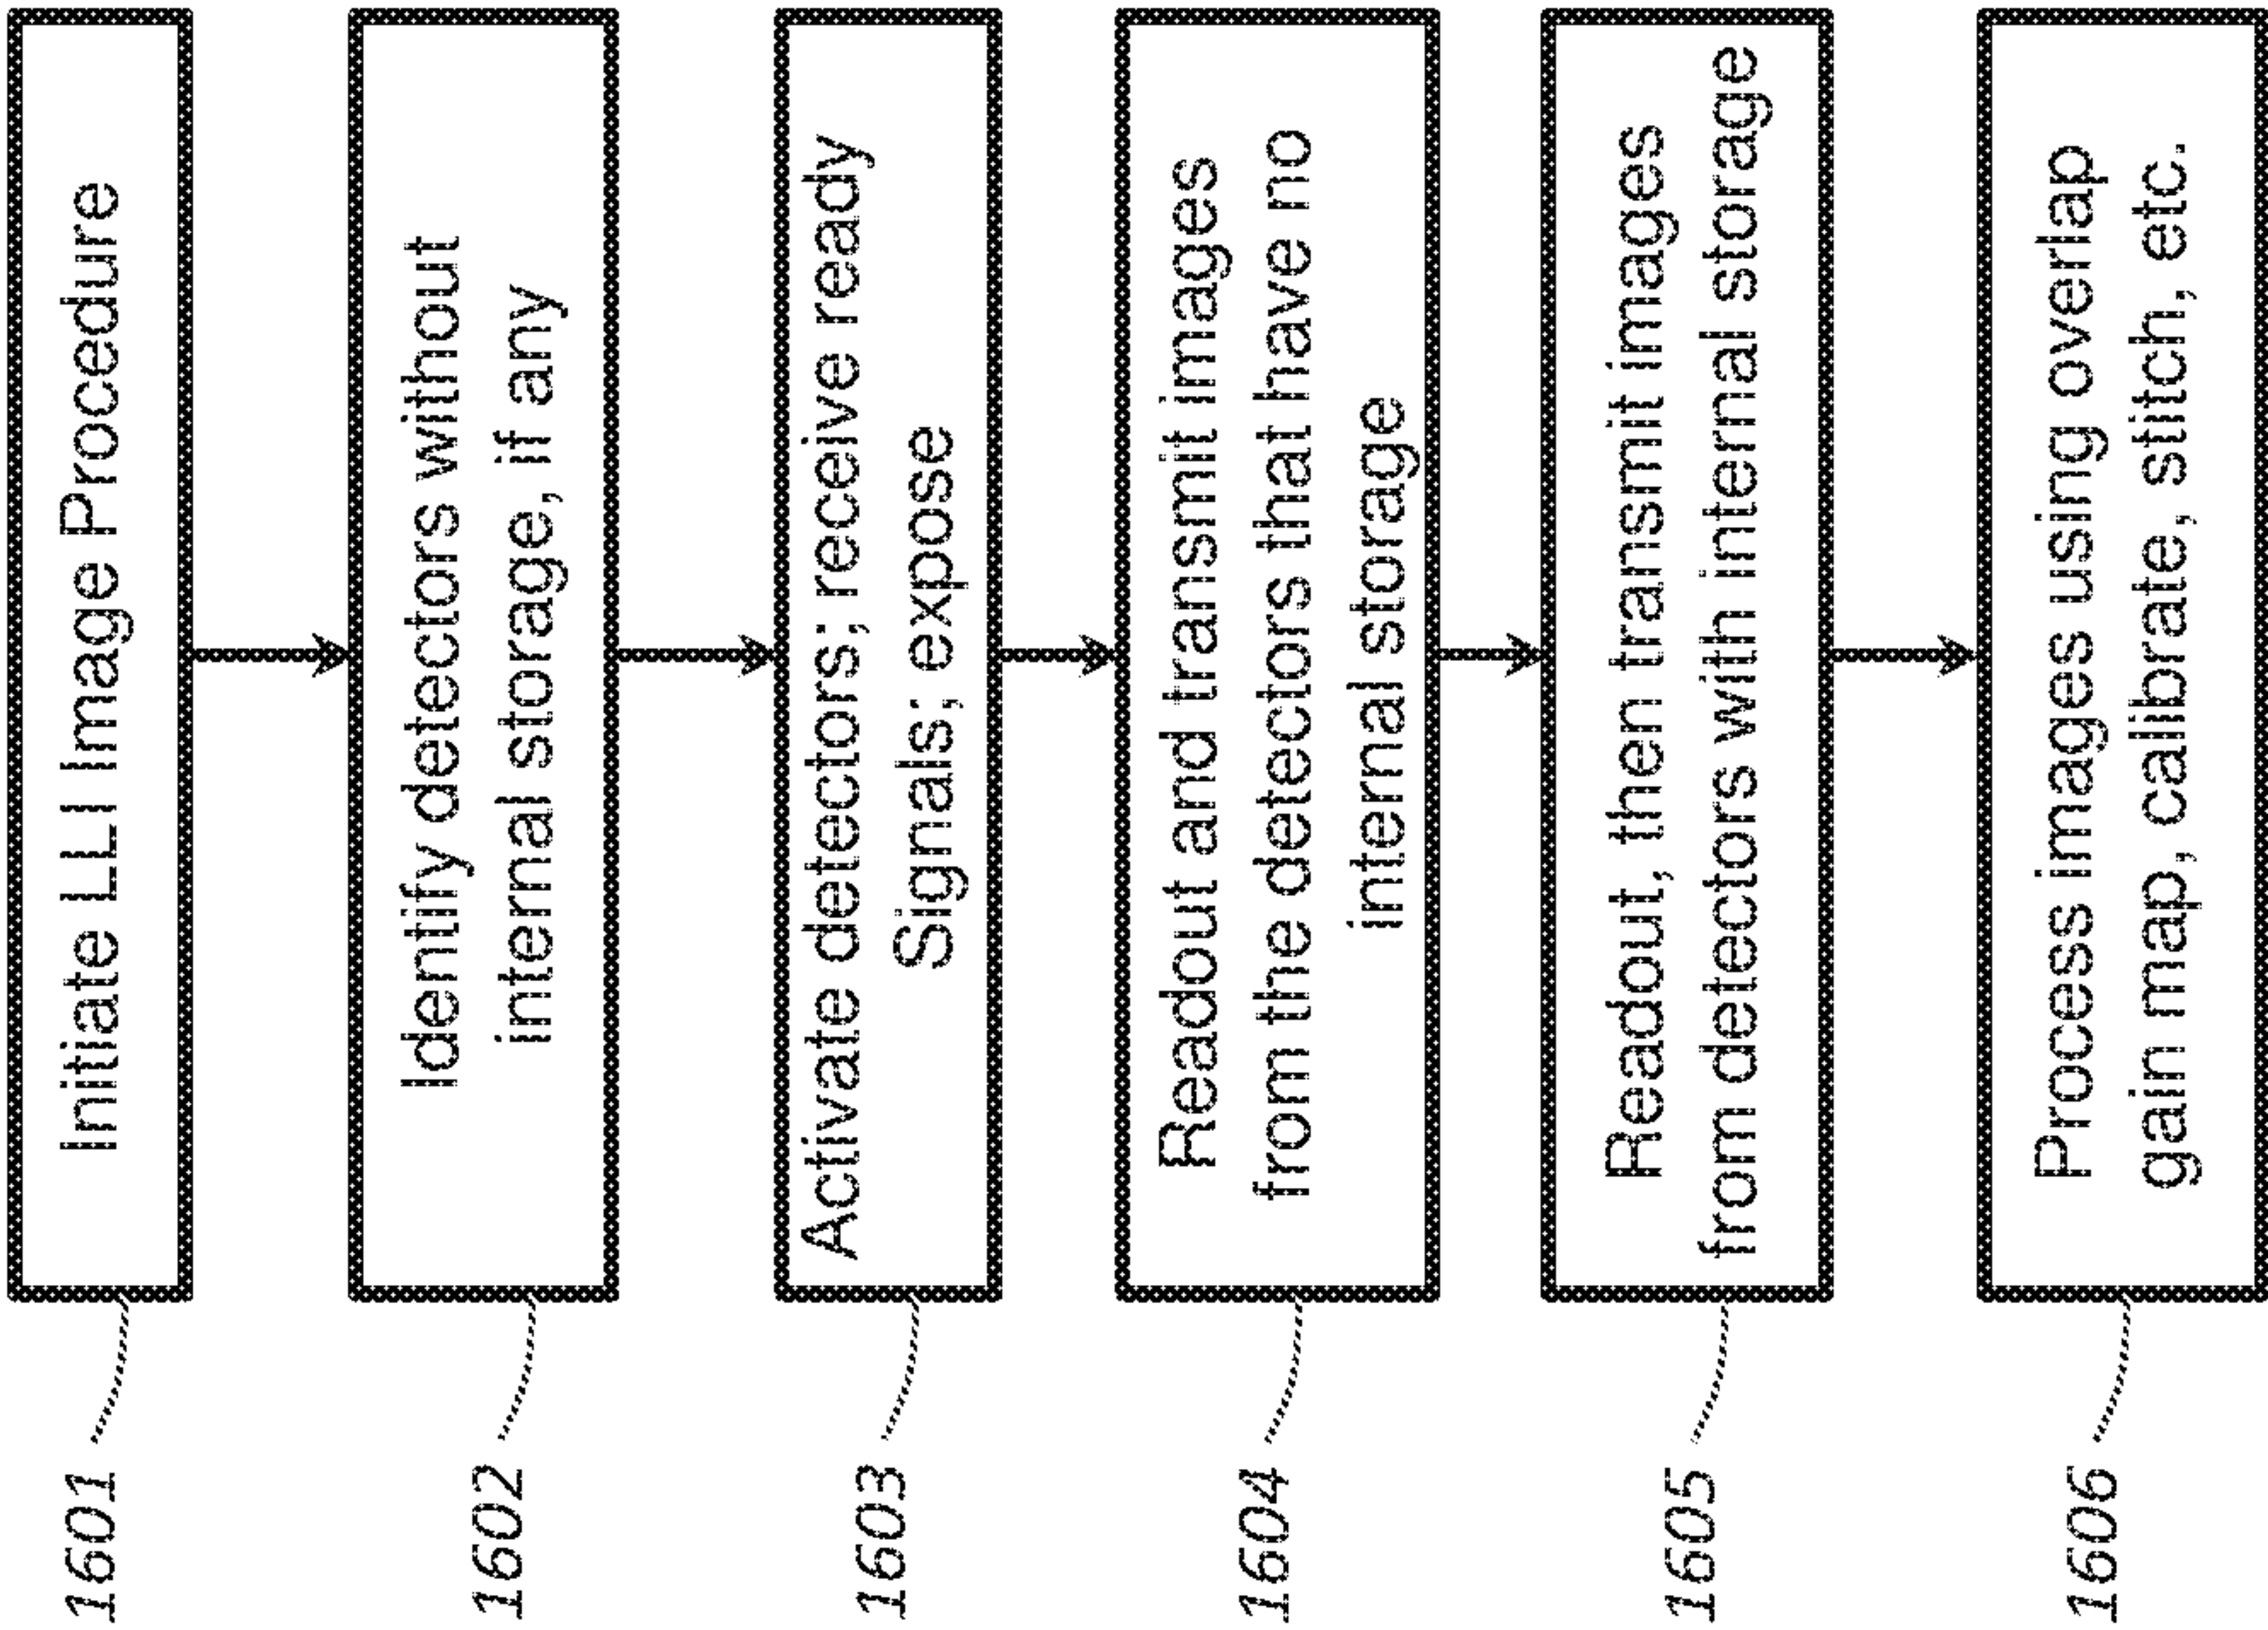 1601
Initiate LLI Image Procedure
1602
Identify detectors without
internal storage, if any
1603
Activate detectors; receive ready
Signals; expose
1604
Readout and transmit images
from the detectors that have no
internal storage
1605
Readout, then transmit images
from detectors with internal storage
1606
Process images using overlap
gain map, calibrate, stitch, etc.